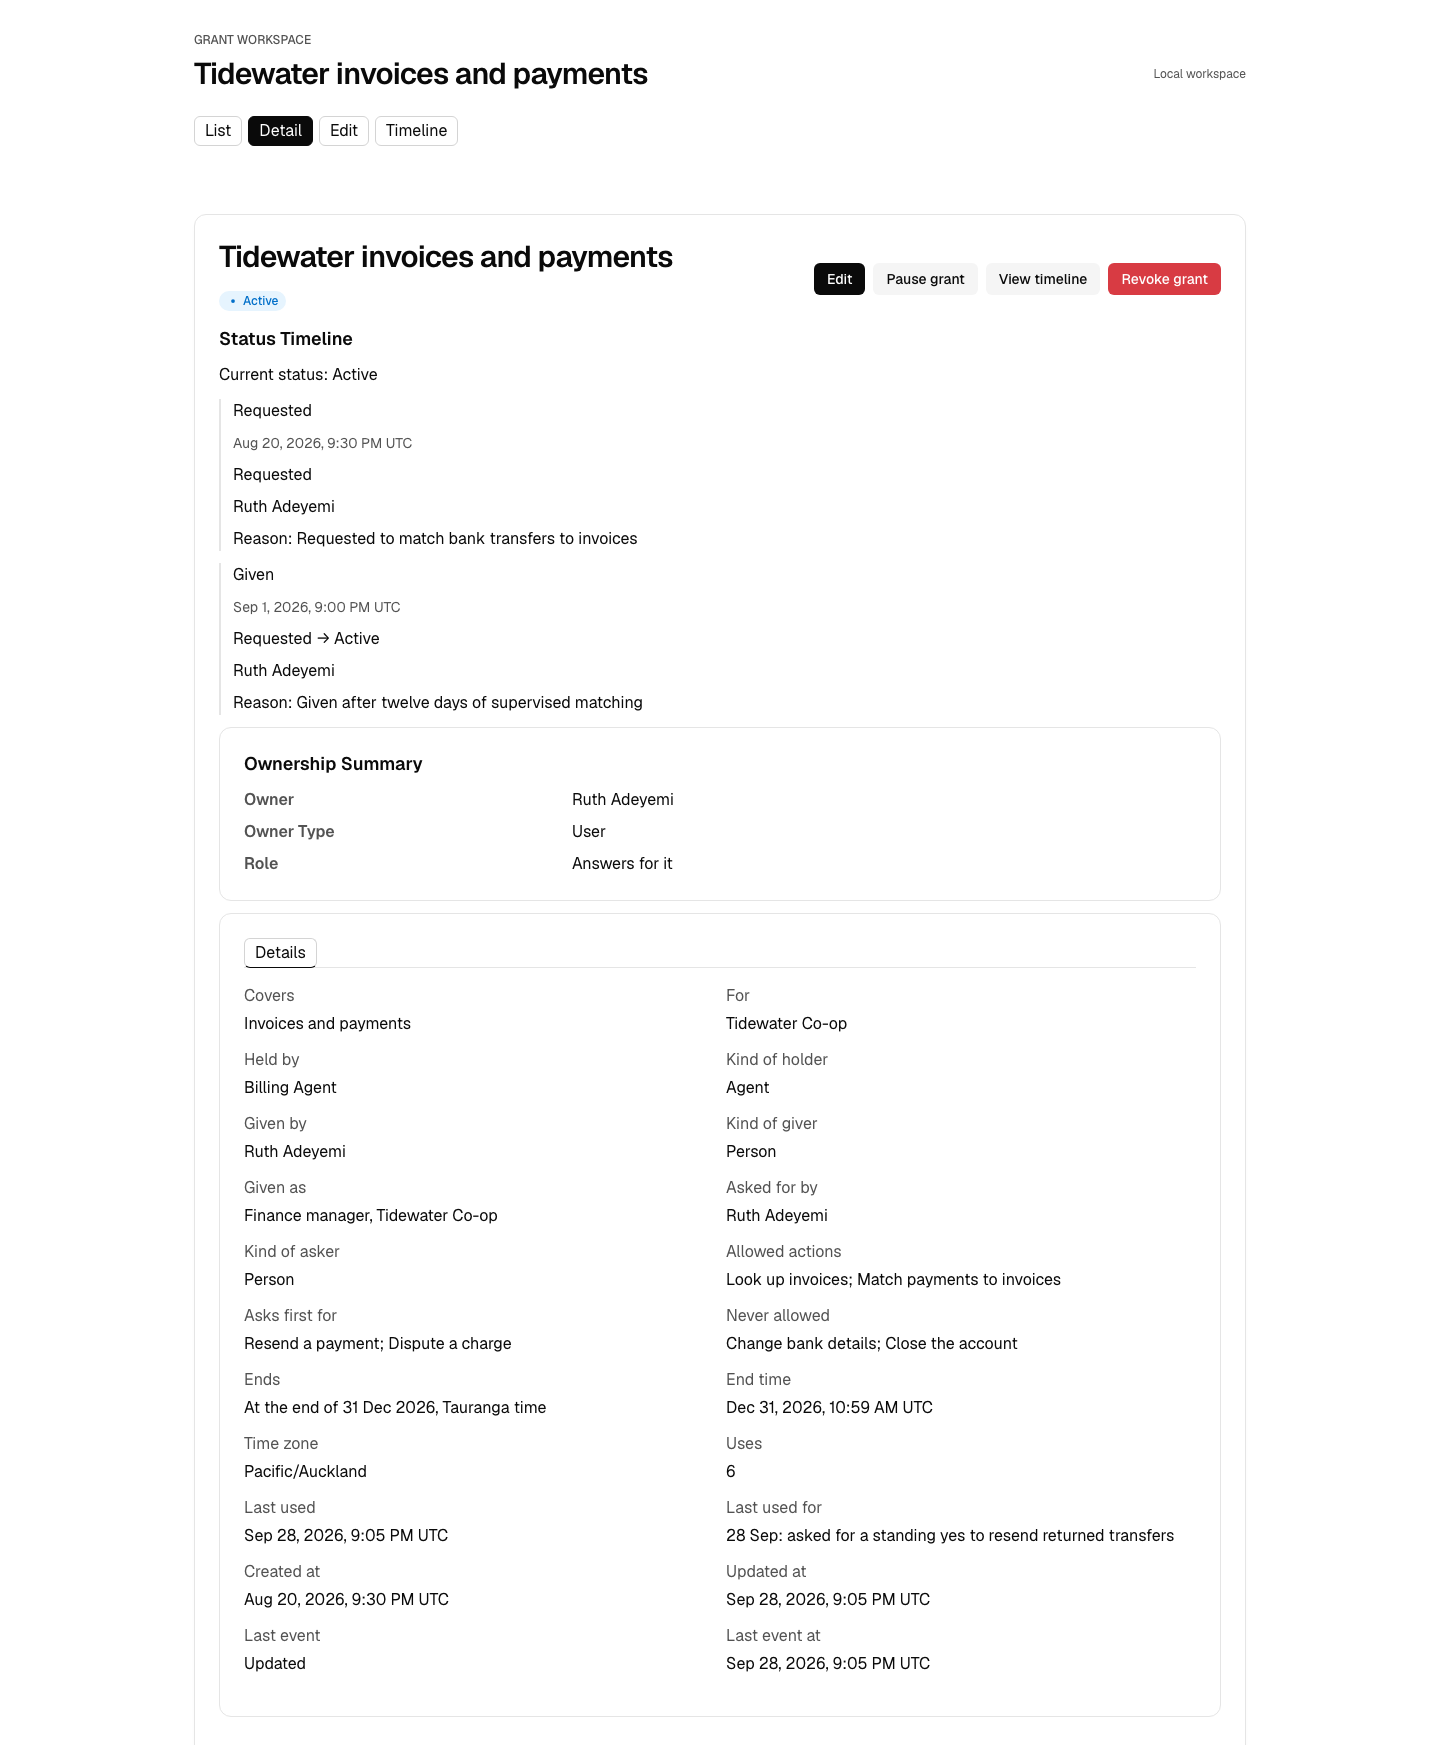 GRANT WORKSPACE
Tidewater invoices and payments
Local workspace
List
Detail
Edit
Timeline
Tidewater invoices and payments
Active
Edit
Pause grant
View timeline
Revoke grant
Status Timeline
Current status: Active
Requested
Aug 20, 2026, 9:30 PM UTC
Requested
Ruth Adeyemi
Reason: Requested to match bank transfers to invoices
Given
Sep 1, 2026, 9:00 PM UTC
Requested → Active
Ruth Adeyemi
Reason: Given after twelve days of supervised matching
Ownership Summary
Owner
Ruth Adeyemi
Owner Type
User
Role
Answers for it
Details
Covers
Invoices and payments
For
Tidewater Co-op
Held by
Billing Agent
Kind of holder
Agent
Given by
Ruth Adeyemi
Kind of giver
Person
Given as
Finance manager, Tidewater Co-op
Asked for by
Ruth Adeyemi
Kind of asker
Person
Allowed actions
Look up invoices; Match payments to invoices
Asks first for
Resend a payment; Dispute a charge
Never allowed
Change bank details; Close the account
Ends
At the end of 31 Dec 2026, Tauranga time
End time
Dec 31, 2026, 10:59 AM UTC
Time zone
Pacific/Auckland
Uses
6
Last used
Sep 28, 2026, 9:05 PM UTC
Last used for
28 Sep: asked for a standing yes to resend returned transfers
Created at
Aug 20, 2026, 9:30 PM UTC
Updated at
Sep 28, 2026, 9:05 PM UTC
Last event
Updated
Last event at
Sep 28, 2026, 9:05 PM UTC